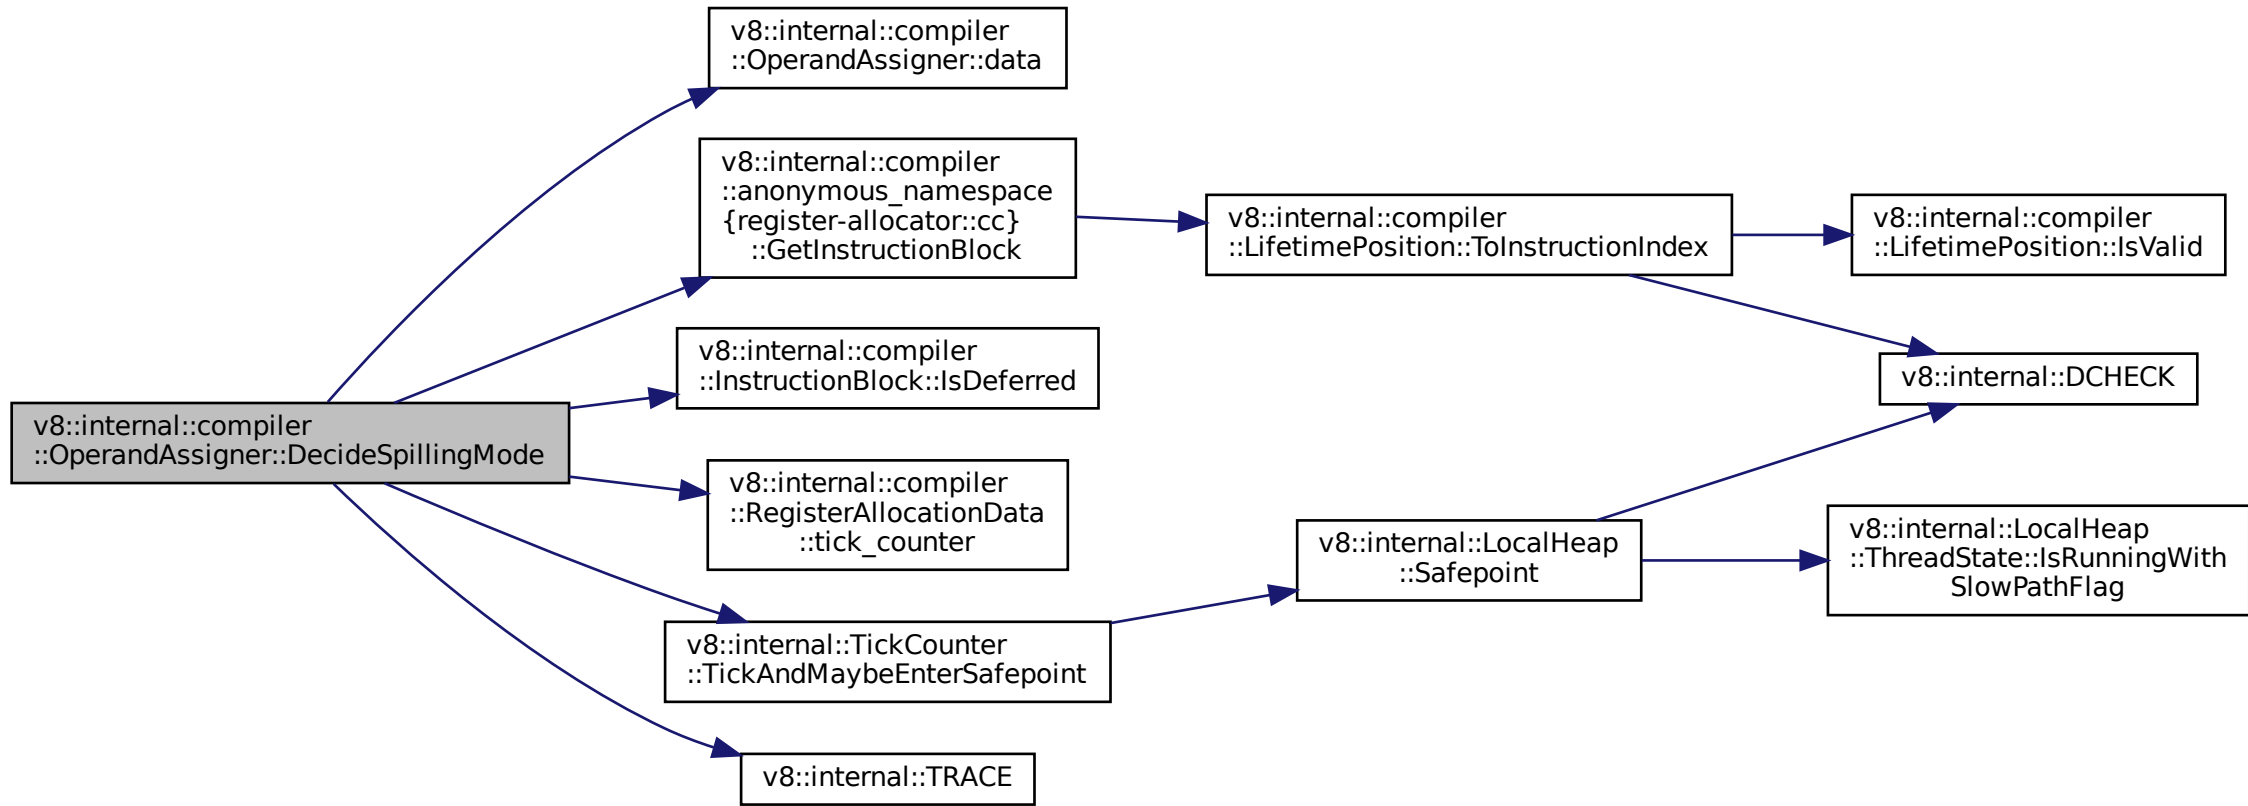 v8::internal::compiler
::OperandAssigner::DecideSpillingMode
v8::internal::compiler
::OperandAssigner::data
v8::internal::compiler
::anonymous_namespace
{register-allocator::cc}
::GetInstructionBlock
v8::internal::compiler
::LifetimePosition::ToInstructionIndex
v8::internal::compiler
::LifetimePosition::IsValid
v8::internal::DCHECK
v8::internal::compiler
::InstructionBlock::IsDeferred
v8::internal::compiler
::RegisterAllocationData
::tick_counter
v8::internal::TickCounter
::TickAndMaybeEnterSafepoint
v8::internal::LocalHeap
::Safepoint
v8::internal::LocalHeap
::ThreadState::IsRunningWith
SlowPathFlag
v8::internal::TRACE